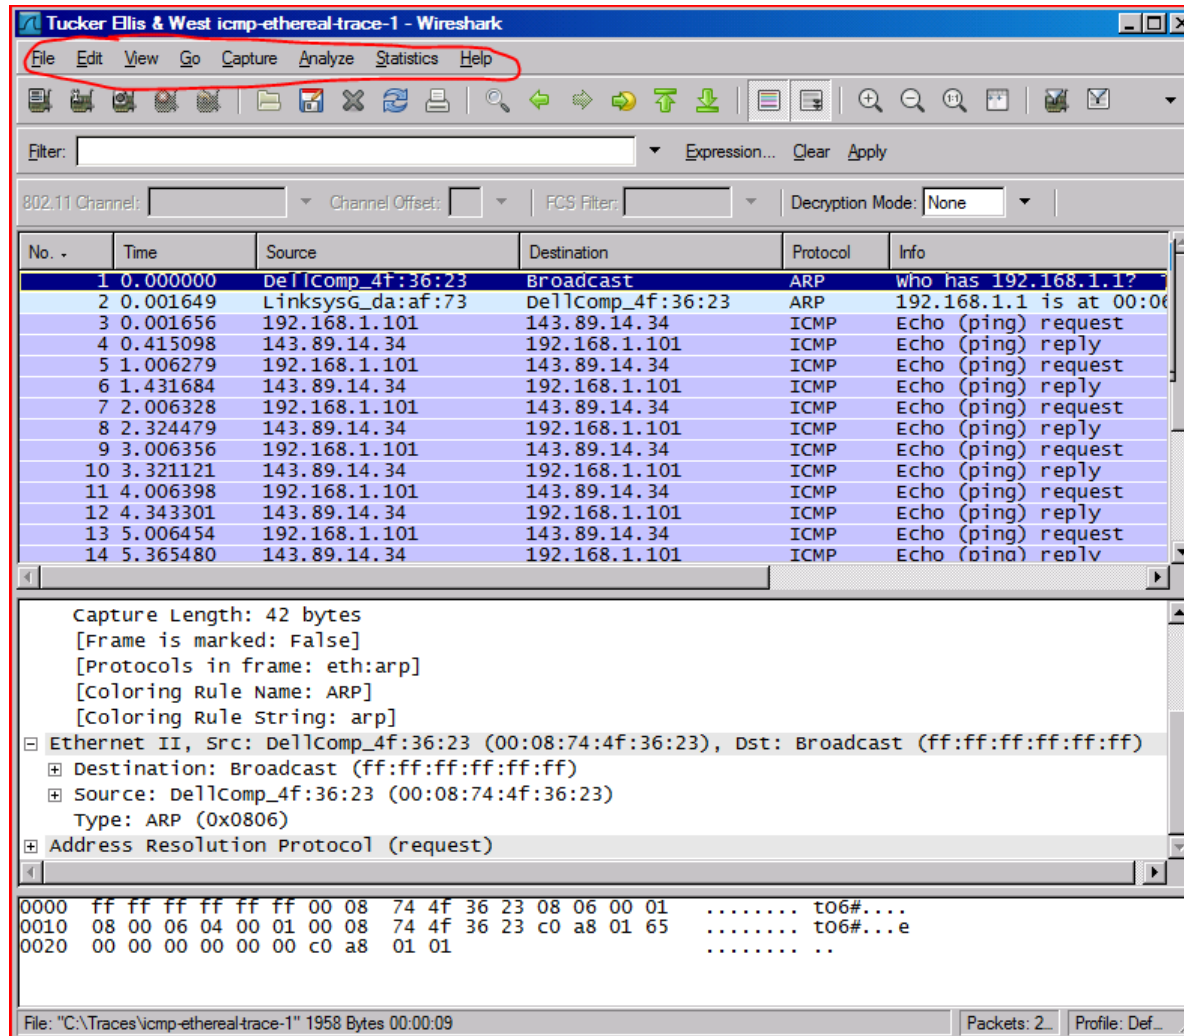 Tucker Ellis & West icmp-ethereal-trace-1 - Wireshark
File Edit View Go Capture Analyze Statistics Help
Filter: Expression... Clear Apply
802.11 Channel: Channel Offset: FCS Filter: Decryption Mode: None
No. Time Source Destination Protocol Info
1 0.000000 DellComp_4f:36:23 Broadcast ARP Who has 192.168.1.1?
2 0.001649 LinksysG_da:af:73 DellComp_4f:36:23 ARP 192.168.1.1 is at 00:06
3 0.001656 192.168.1.101 143.89.14.34 ICMP Echo (ping) request
4 0.415098 143.89.14.34 192.168.1.101 ICMP Echo (ping) reply
5 1.006279 192.168.1.101 143.89.14.34 ICMP Echo (ping) request
6 1.431684 143.89.14.34 192.168.1.101 ICMP Echo (ping) reply
7 2.006328 192.168.1.101 143.89.14.34 ICMP Echo (ping) request
8 2.324479 143.89.14.34 192.168.1.101 ICMP Echo (ping) reply
9 3.006356 192.168.1.101 143.89.14.34 ICMP Echo (ping) request
10 3.321121 143.89.14.34 192.168.1.101 ICMP Echo (ping) reply
11 4.006398 192.168.1.101 143.89.14.34 ICMP Echo (ping) request
12 4.343301 143.89.14.34 192.168.1.101 ICMP Echo (ping) reply
13 5.006454 192.168.1.101 143.89.14.34 ICMP Echo (ping) request
14 5.365480 143.89.14.34 192.168.1.101 ICMP Echo (ping) reply
Capture Length: 42 bytes
[Frame is marked: False]
[Protocols in frame: eth:arp]
[Coloring Rule Name: ARP]
[Coloring Rule String: arp]
Ethernet II, Src: DellComp_4f:36:23 (00:08:74:4f:36:23), Dst: Broadcast (ff:ff:ff:ff:ff:ff)
Destination: Broadcast (ff:ff:ff:ff:ff:ff)
Source: DellComp_4f:36:23 (00:08:74:4f:36:23)
Type: ARP (0x0806)
Address Resolution Protocol (request)
0000 ff ff ff ff ff ff 00 08 74 4f 36 23 08 06 00 01 ........ tO6#....
0010 08 00 06 04 00 01 00 08 74 4f 36 23 c0 a8 01 65 ........ tO6#...e
0020 00 00 00 00 00 00 c0 a8 01 01 ........ ..
File: "C:\Traces\icmp-ethereal-trace-1" 1958 Bytes 00:00:09 Packets: 2... Profile: Def...